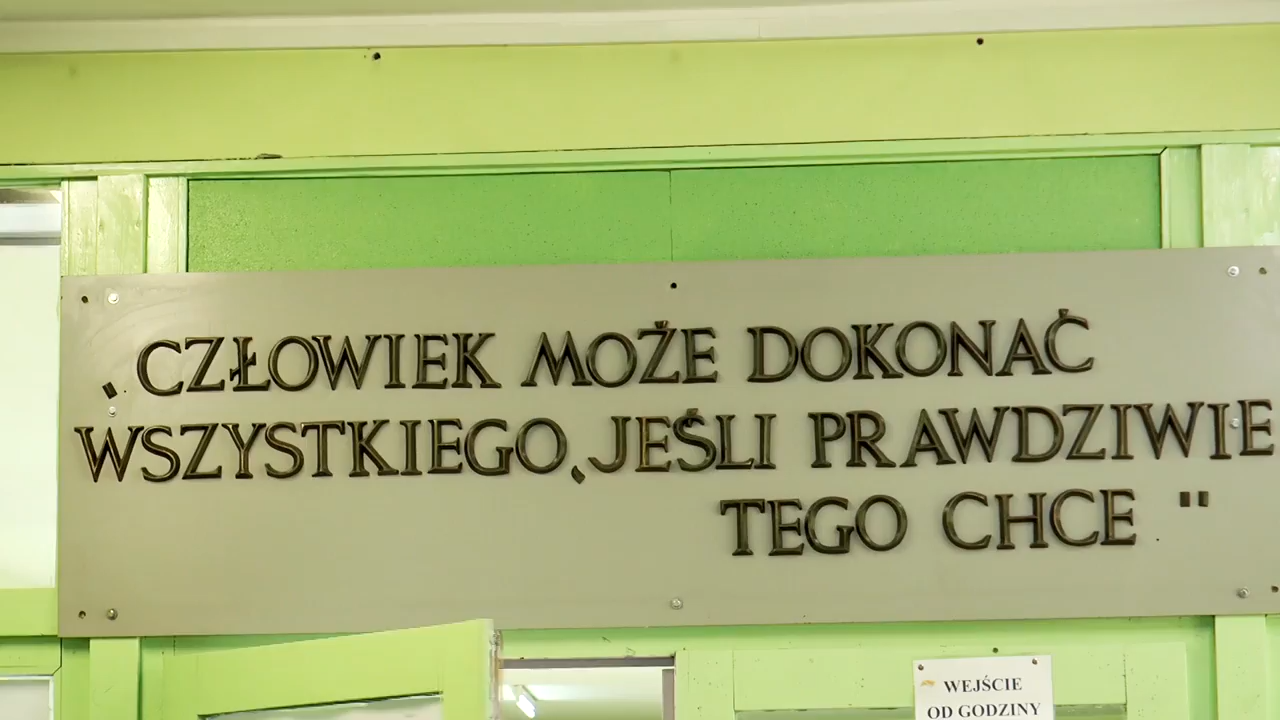 , CZŁOWIEK MOŻE DOKONAĆ
WSZYSTKIEGO, JEŚLI PRAWDZIWIE
TEGO CHCE "
WEJŚCIE
OD GODZINY